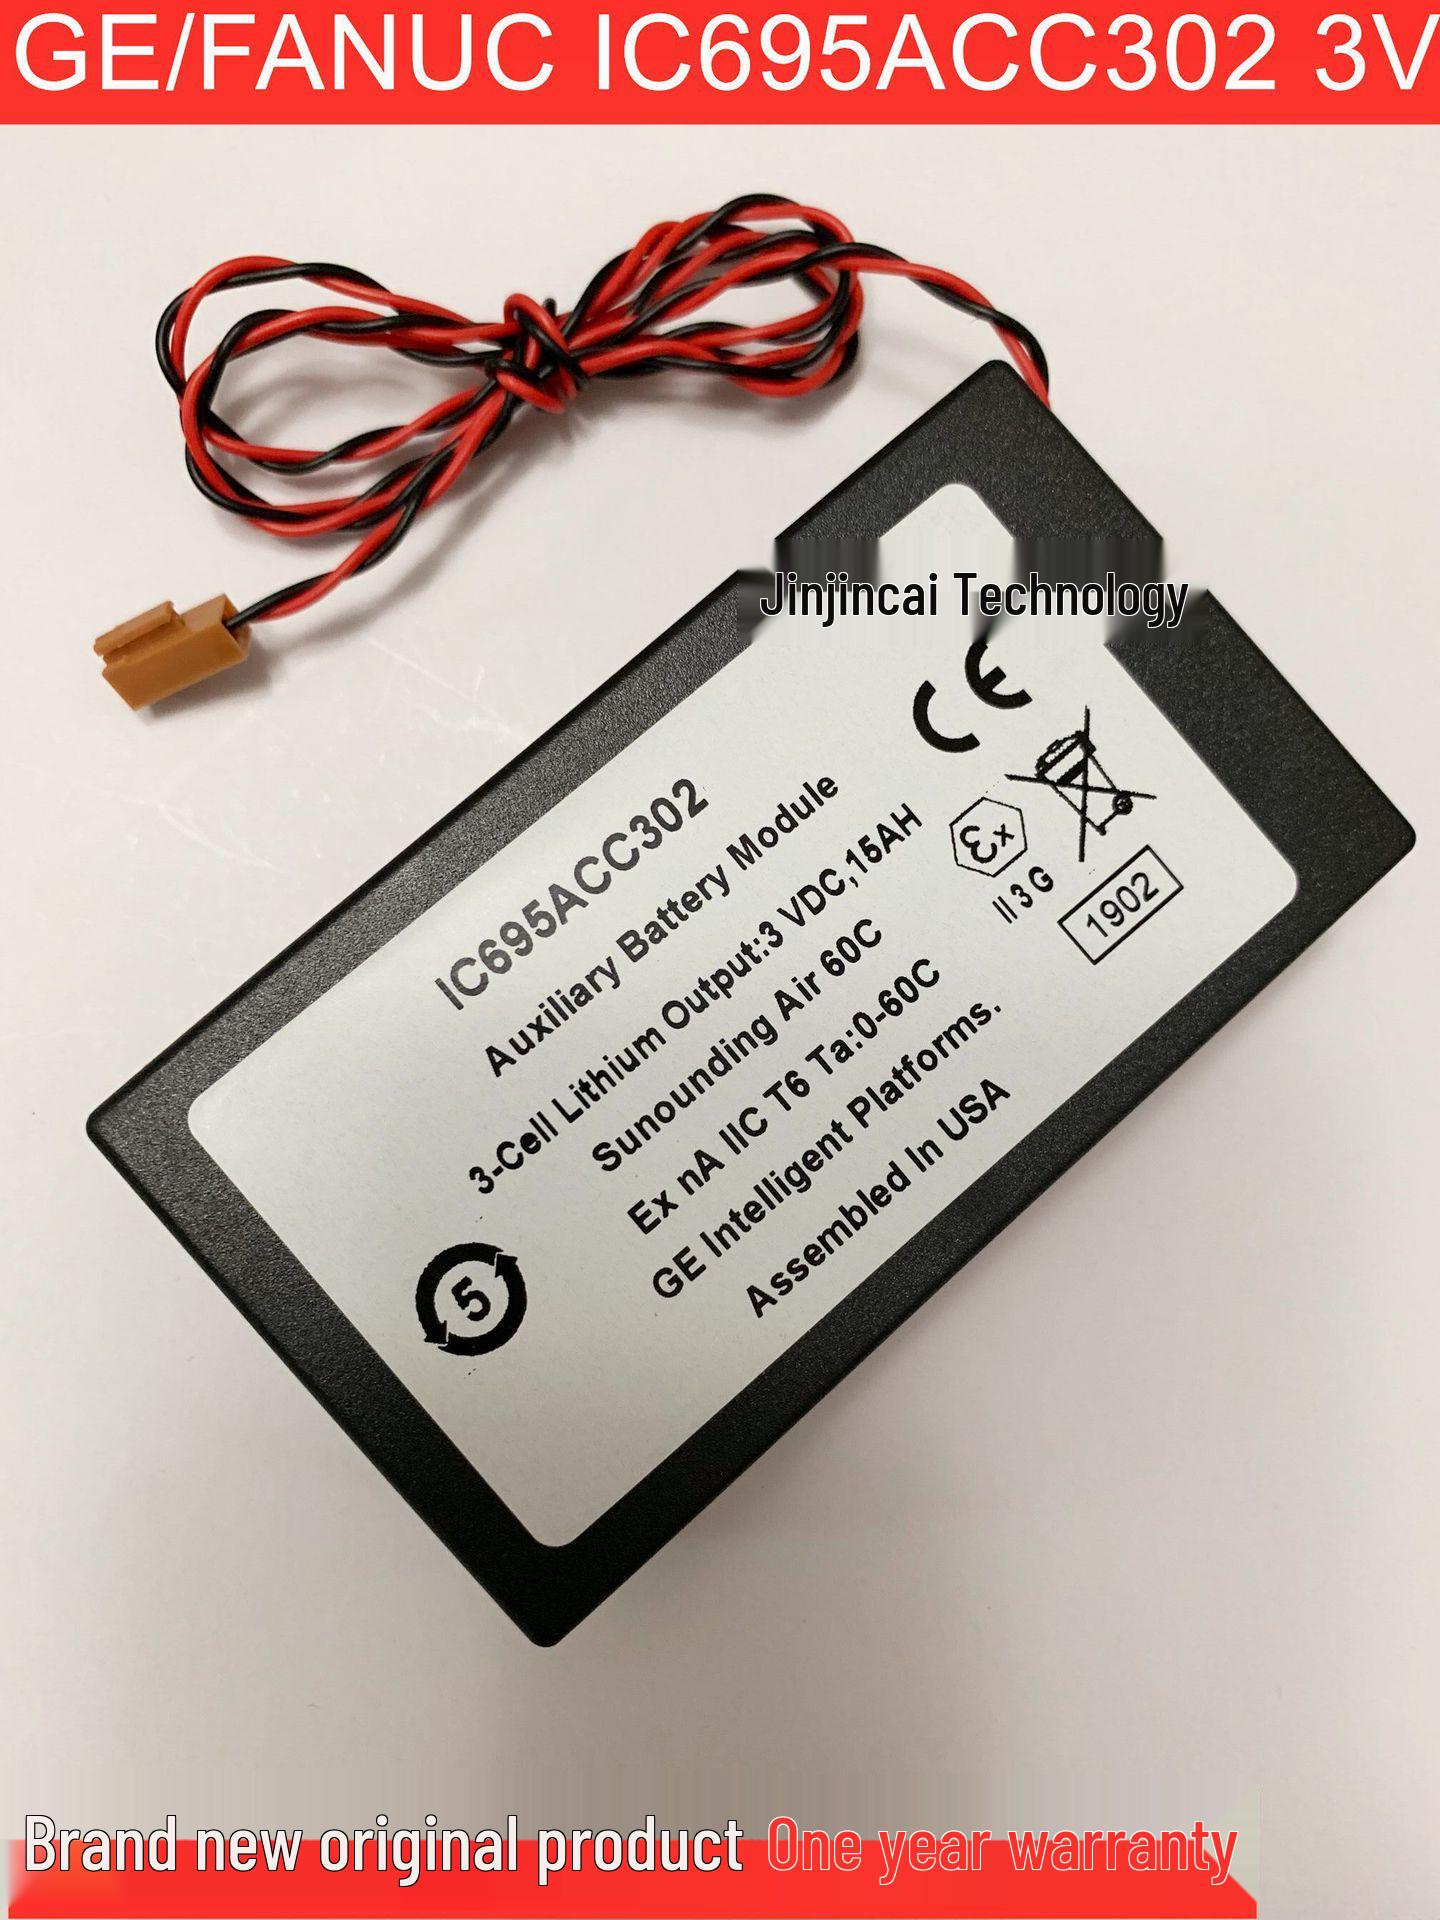 GE/FANUC IC695ACC302 3V
Jinjincai Technology
CE
IC695ACC302
Auxiliary Battery Module
3-Cell Lithium Output:3 VDC,15AH
Sunounding Air 60C
Ex nA IIC T6 Ta:0-60C
GE Intelligent Platforms.
Assembled In USA
Ex
II 3 G
1902
5
Brand new original product One year warranty